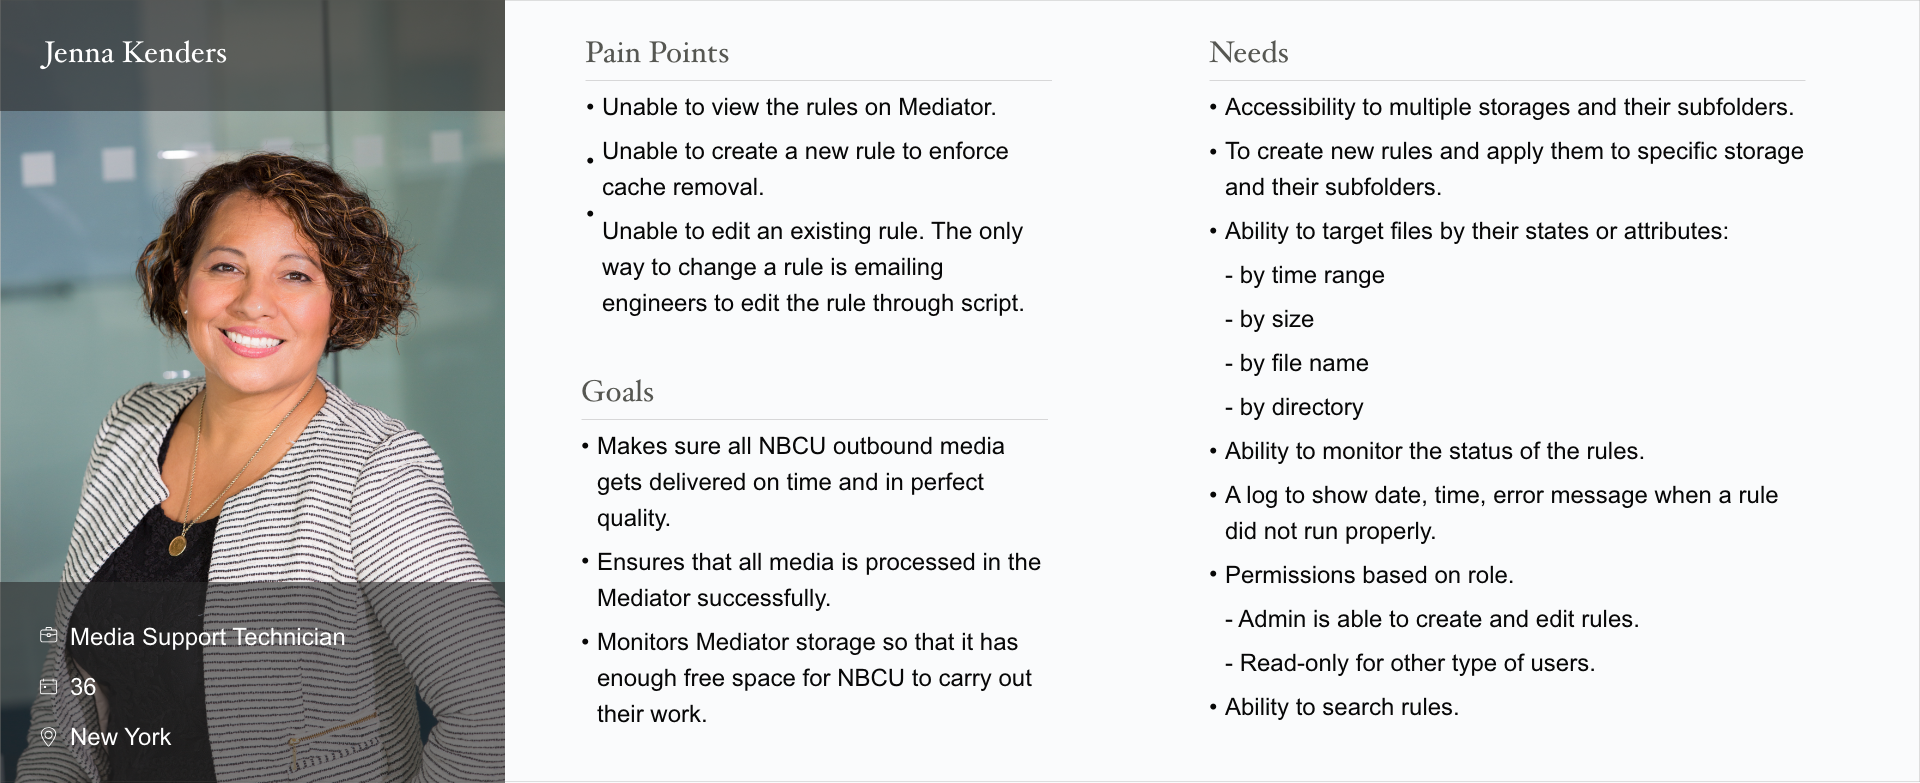 Jenna Kenders
Media Support Technician
36
New York
Pain Points
• Unable to view the rules on Mediator.
• Unable to create a new rule to enforce
cache removal.
• Unable to edit an existing rule. The only
way to change a rule is emailing
engineers to edit the rule through script.
Goals
• Makes sure all NBCU outbound media
gets delivered on time and in perfect
quality.
• Ensures that all media is processed in the
Mediator successfully.
• Monitors Mediator storage so that it has
enough free space for NBCU to carry out
their work.
Needs
• Accessibility to multiple storages and their subfolders.
• To create new rules and apply them to specific storage
and their subfolders.
• Ability to target files by their states or attributes:
- by time range
- by size
- by file name
- by directory
• Ability to monitor the status of the rules.
• A log to show date, time, error message when a rule
did not run properly.
• Permissions based on role.
- Admin is able to create and edit rules.
- Read-only for other type of users.
• Ability to search rules.